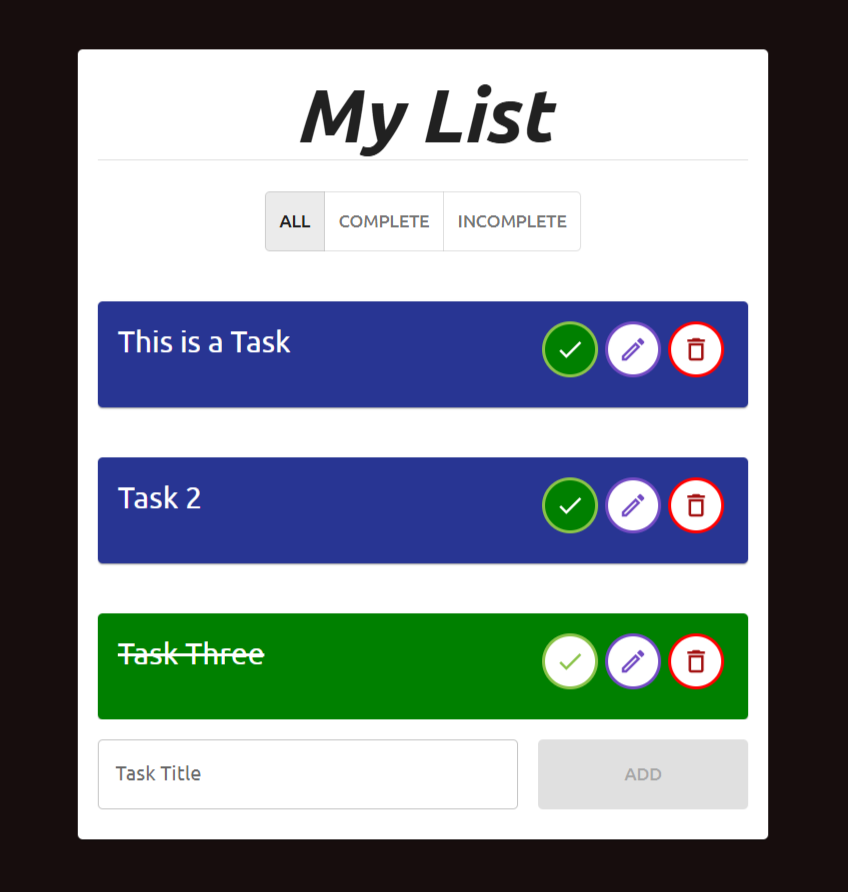 My List
ALL COMPLETE INCOMPLETE
This is a Task
Task 2
Task Three
Task Title ADD